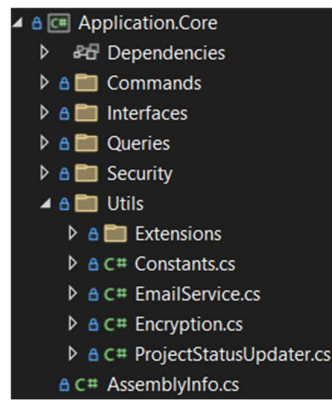 C# Application.Core
Dependencies
Commands
Interfaces
Queries
Security
Utils
Extensions
C# Constants.cs
C# EmailService.cs
C# Encryption.cs
C# ProjectStatusUpdater.cs
C# AssemblyInfo.cs